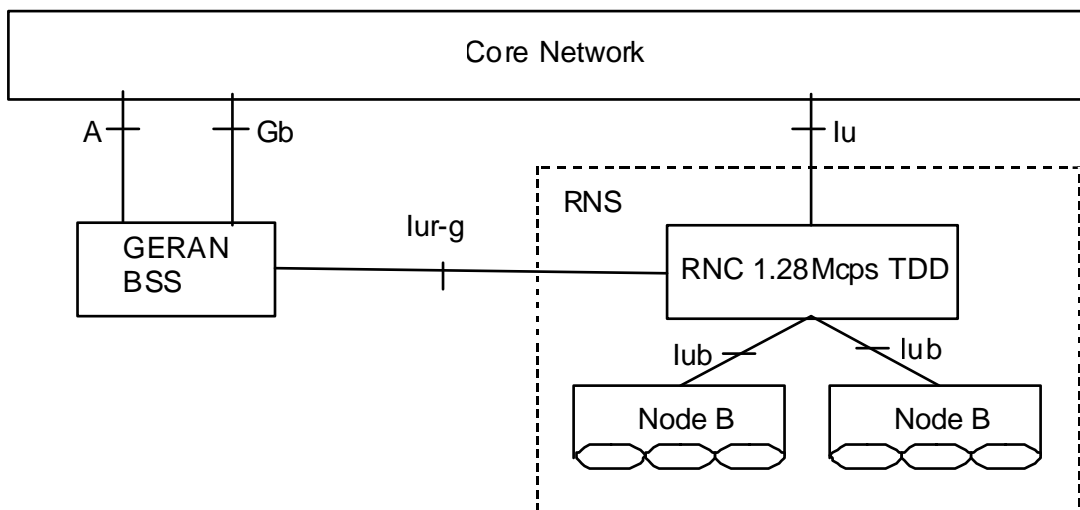 Core Network
A
Gb
Iu
RNS
Iur-g
GERAN
BSS
RNC 1.28Mcps TDD
Iub
Iub
Node B
Node B